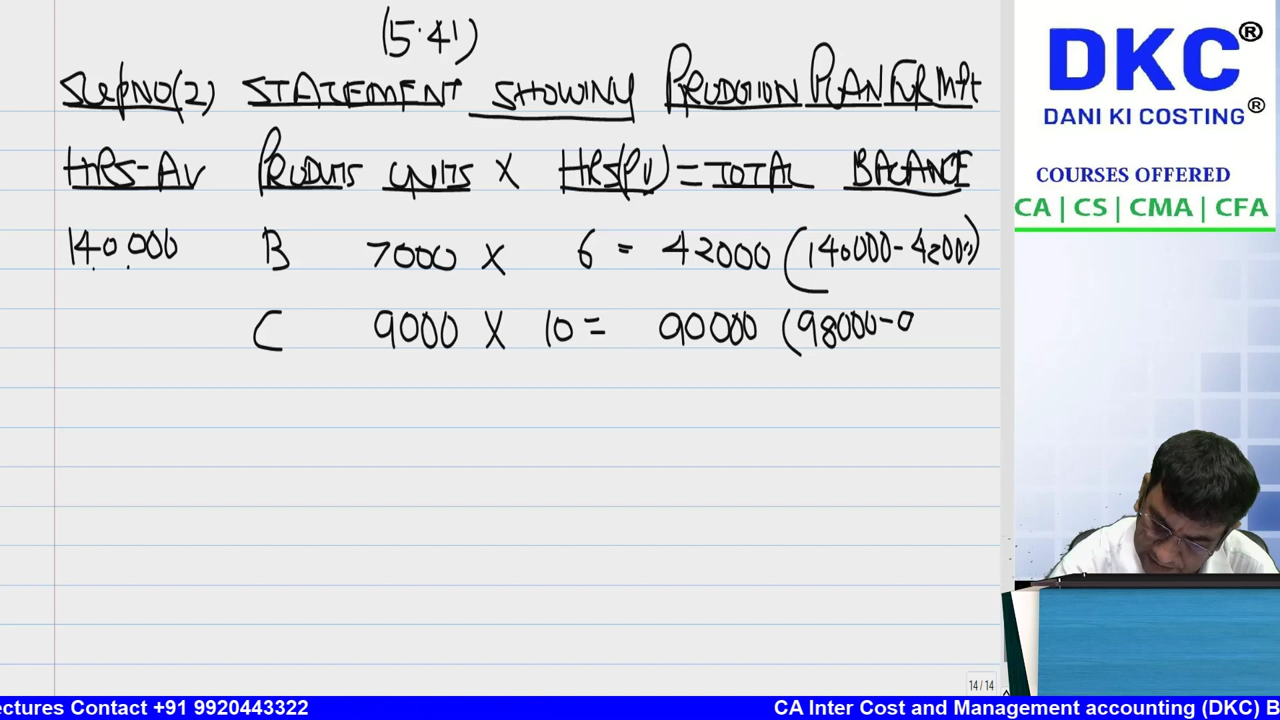 (5.41)
Step NO(2) STATEMENT SHOWING PRODUCTION PLAN FOR MPt
HRS-AV PRODUCTS UNITS X HRS(PU) = TOTAL BALANCE
140.000 B 7000 X 6 = 42000 (140000-42000)
C 9000 X 10 = 90000 (98000-9
14/14
DKC®
DANI KI COSTING®
COURSES OFFERED
CA | CS | CMA | CFA
ectures Contact +91 9920443322 CA Inter Cost and Management accounting (DKC) B